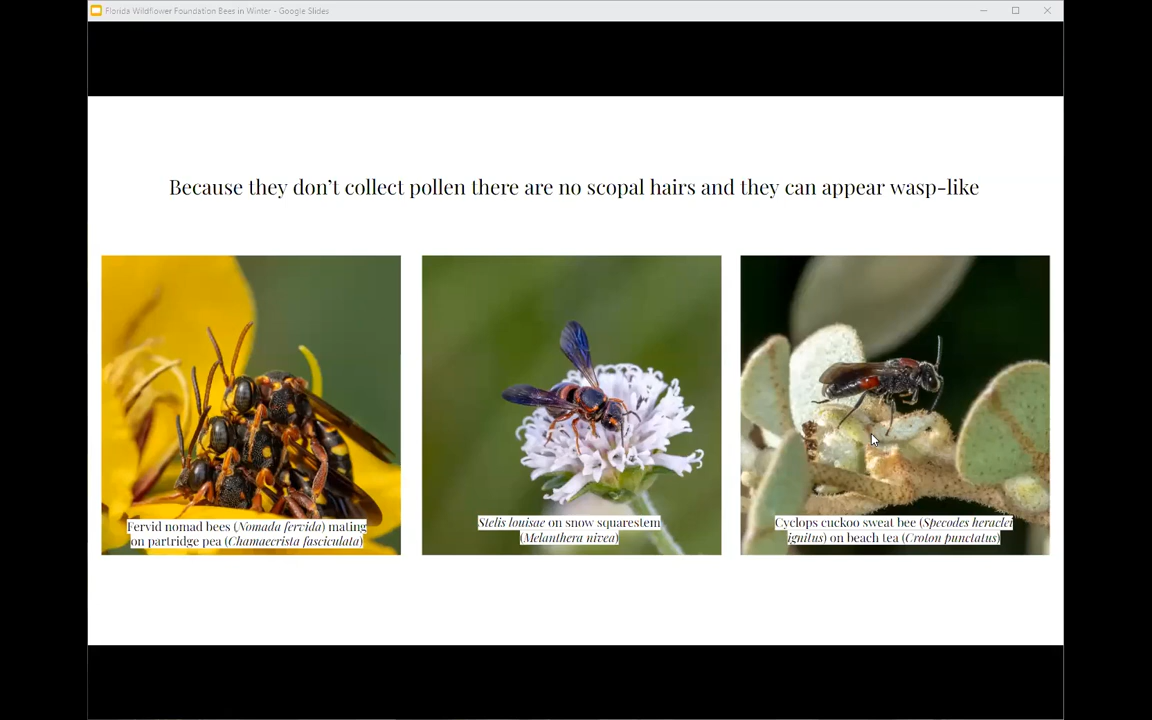 Florida Wildflower Foundation Bees in Winter - Google Slides
Because they don't collect pollen there are no scopal hairs and they can appear wasp-like
Fervid nomad bees (Nomada fervida) mating
on partridge pea (Chamaecrista fasciculata)
Stelis louisae on snow squarestem
(Melanthera nivea)
Cyclops cuckoo sweat bee (Specodes heraclei
ignitus) on beach tea (Croton punctatus)